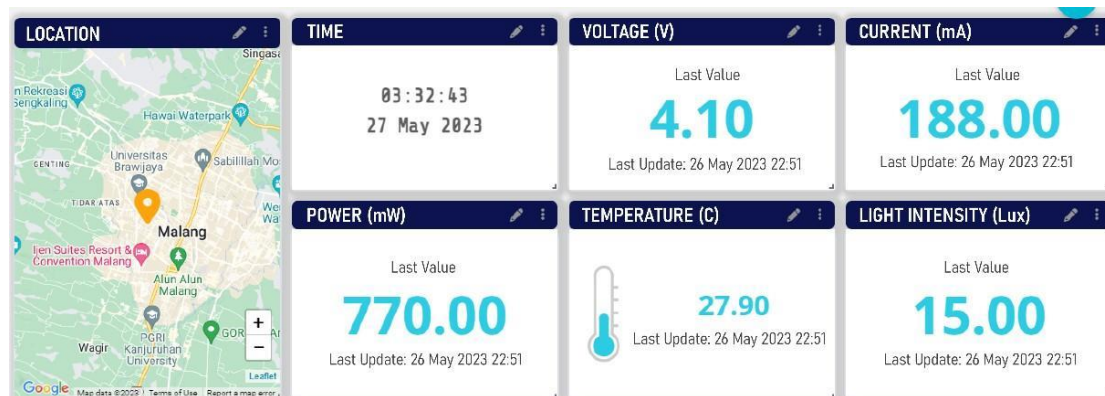 LOCATION
Singas
n Rekreasi
Sengkaling
Hawai Waterpark
GENTING
Universitas
Brawijaya
Sabilillah Mo
TIDAR ATAS
We
Wa
Malang
Ijen Suites Resort &
Convention Malang
Alun Alun
Malang
PGRI
Kanjuruhan
University
Wagir
GOR
Ar
+
−
Leaflet
Google
Map data ©2023
Terms of Use
Report a map error
TIME
03:32:43
27 May 2023
VOLTAGE (V)
Last Value
4.10
Last Update: 26 May 2023 22:51
CURRENT (mA)
Last Value
188.00
Last Update: 26 May 2023 22:51
POWER (mW)
Last Value
770.00
Last Update: 26 May 2023 22:51
TEMPERATURE (C)
27.90
Last Update: 26 May 2023 22:51
LIGHT INTENSITY (Lux)
Last Value
15.00
Last Update: 26 May 2023 22:51